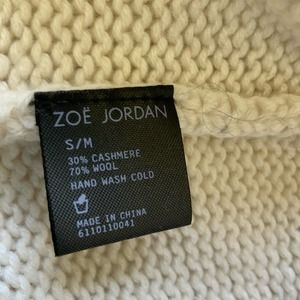 ZOË JORDAN
S/M
30% CASHMERE
70% WOOL
HAND WASH COLD
MADE IN CHINA
6110110041